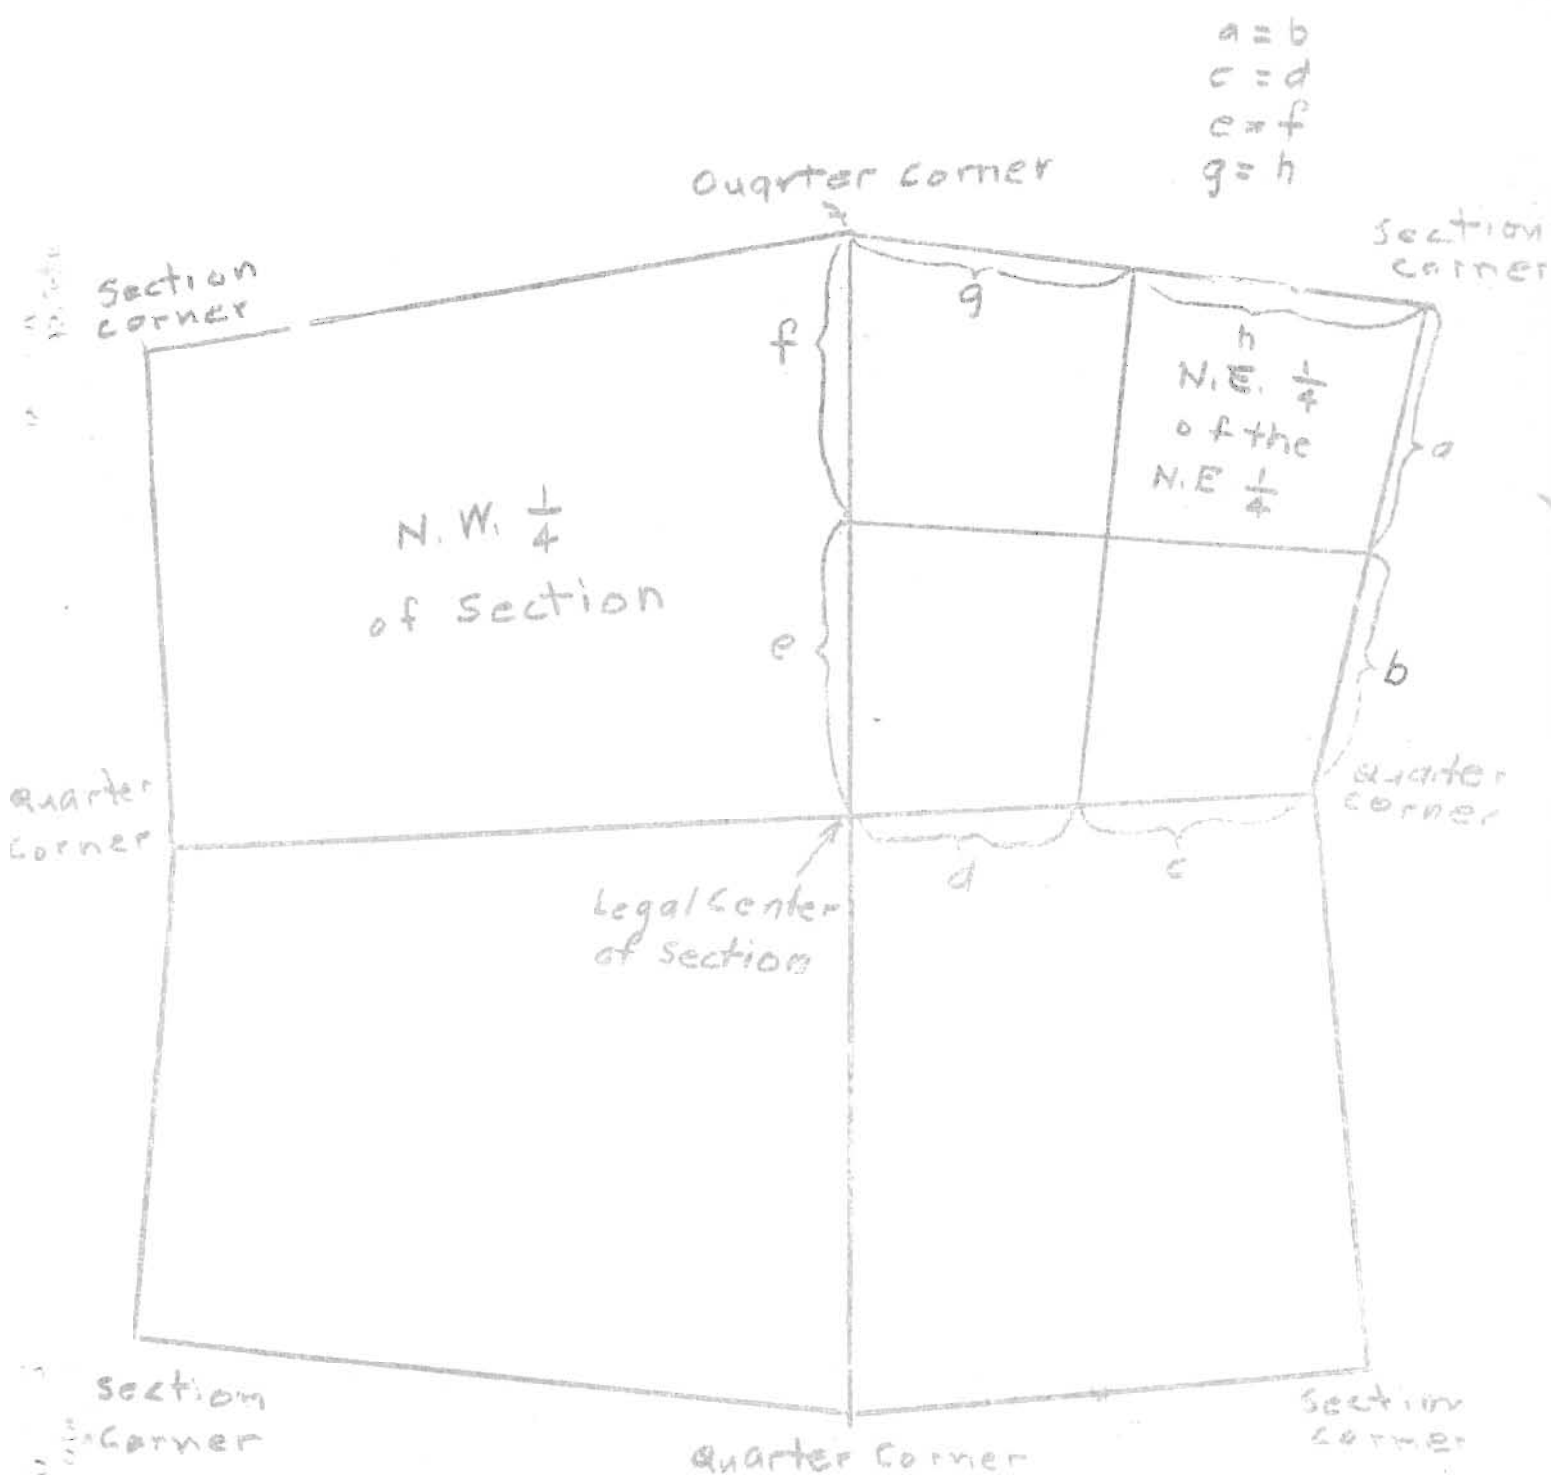 a = b
c = d
e = f
g = h
Quarter corner
section
corner
Section
corner
g
h
f
N.E. 1/4
of the
N.E 1/4
a
N.W. 1/4
of Section
e
b
Quarter
corner
Quarter
corner
d
c
Legal Center
of Section
Section
Corner
Section
corner
Quarter Corner